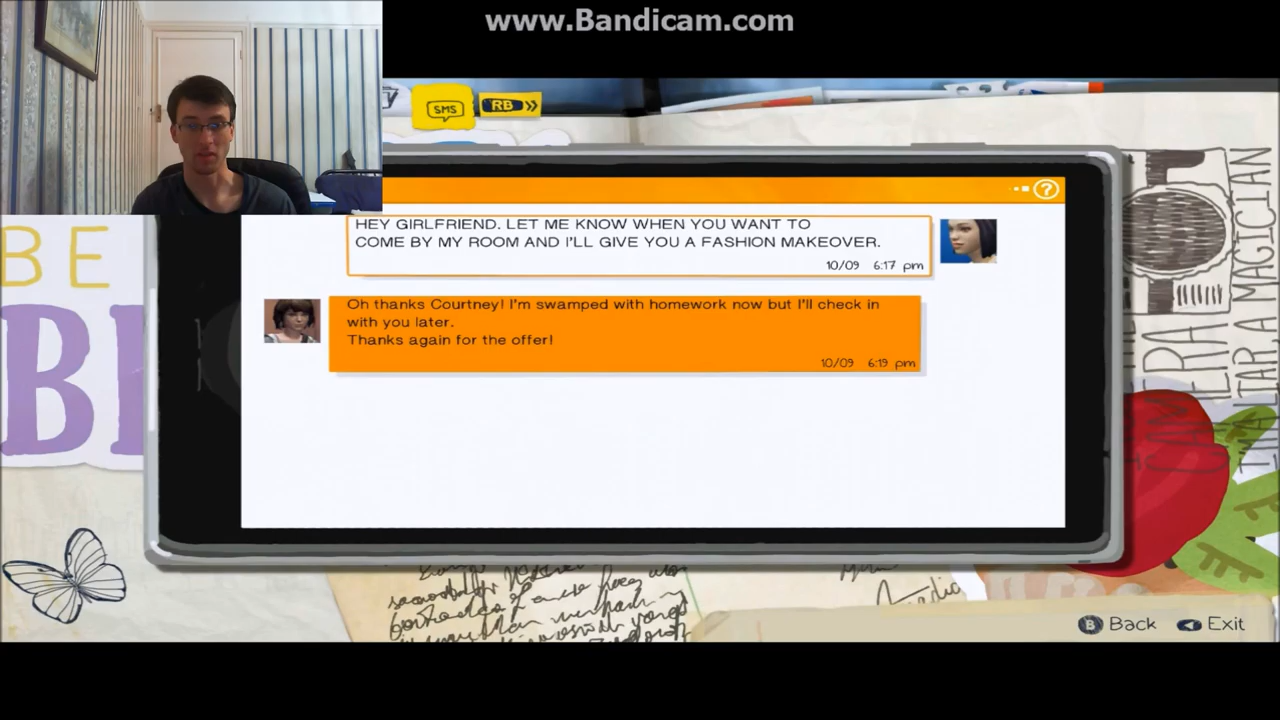 www.Bandicam.com
SMS
RB
HEY GIRLFRIEND. LET ME KNOW WHEN YOU WANT TO
COME BY MY ROOM AND I'LL GIVE YOU A FASHION MAKEOVER.
10/09 6:17 pm
Oh thanks Courtney! I'm swamped with homework now but I'll check in
with you later.
Thanks again for the offer!
10/09 6:19 pm
?
BE
MAGICIAN
B Back
Exit